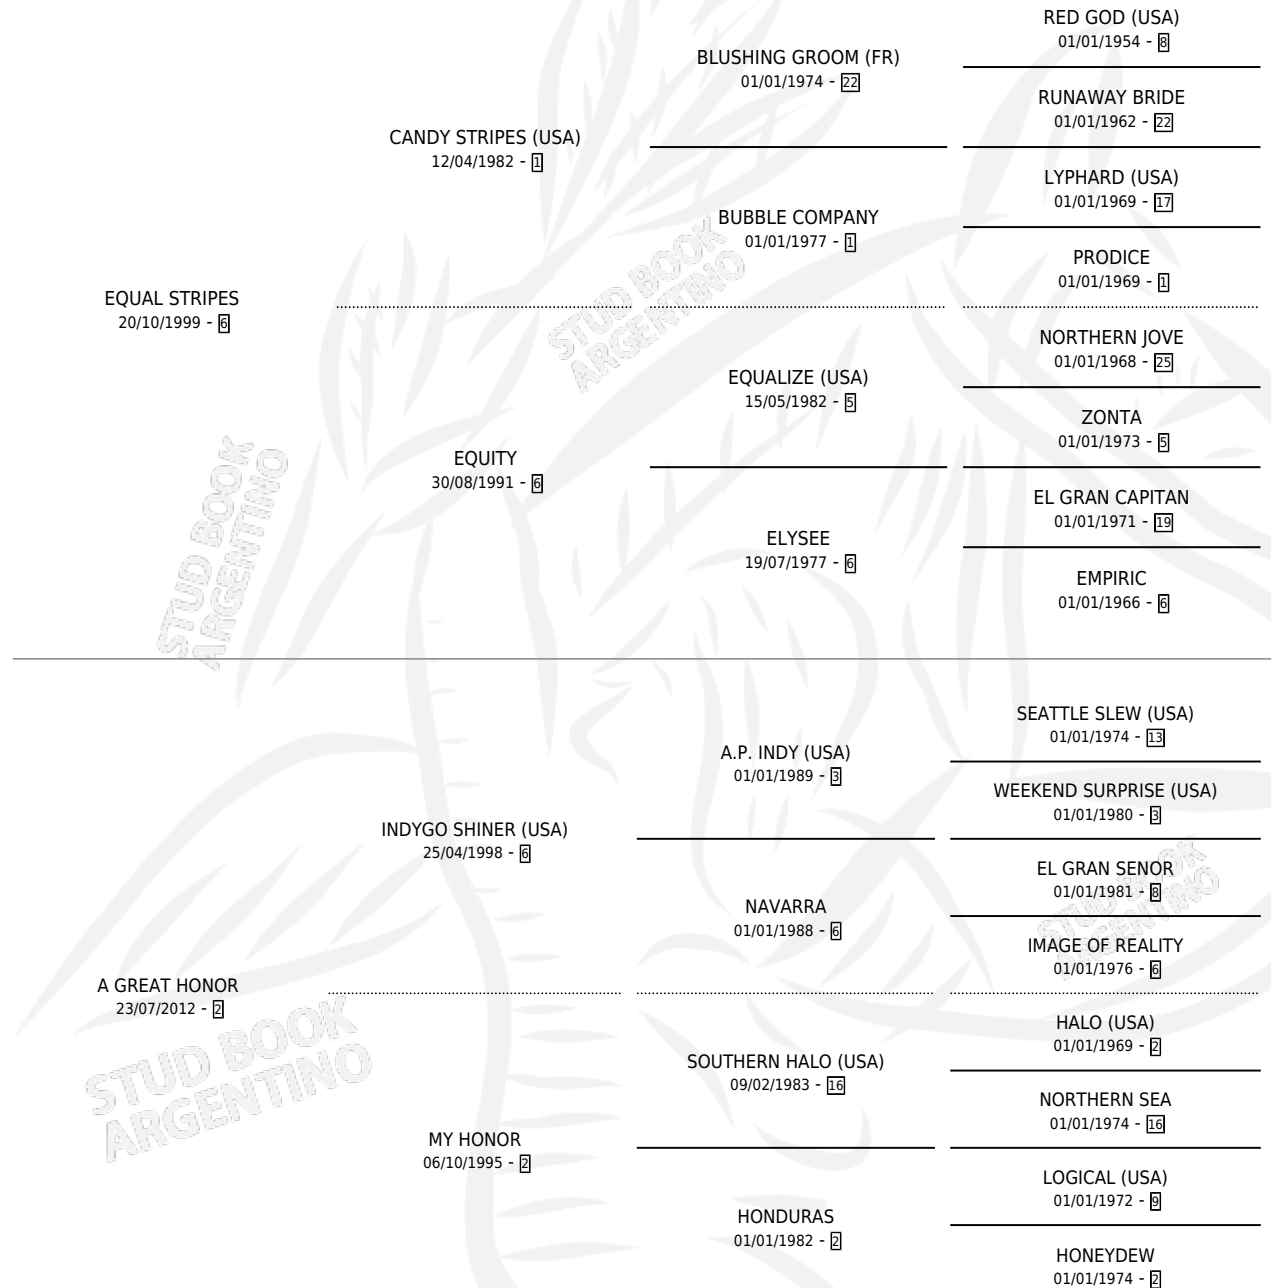 RED GOD (USA)
01/01/1954 - 8
BLUSHING GROOM (FR)
01/01/1974 - 22
RUNAWAY BRIDE
01/01/1962 - 22
CANDY STRIPES (USA)
12/04/1982 - 1
LYPHARD (USA)
01/01/1969 - 17
BUBBLE COMPANY
01/01/1977 - 1
PRODICE
01/01/1969 - 1
EQUAL STRIPES
20/10/1999 - 6
STUD BOOK
ARGENTINO
NORTHERN JOVE
01/01/1968 - 25
EQUALIZE (USA)
15/05/1982 - 5
ZONTA
01/01/1973 - 5
EQUITY
30/08/1991 - 6
EL GRAN CAPITAN
01/01/1971 - 19
ELYSEE
19/07/1977 - 6
EMPIRIC
01/01/1966 - 6
STUD BOOK
ARGENTINO
SEATTLE SLEW (USA)
01/01/1974 - 13
A.P. INDY (USA)
01/01/1989 - 3
WEEKEND SURPRISE (USA)
01/01/1980 - 3
INDYGO SHINER (USA)
25/04/1998 - 6
EL GRAN SENOR
01/01/1981 - 8
NAVARRA
01/01/1988 - 6
IMAGE OF REALITY
01/01/1976 - 6
STUD BOOK
ARGENTINO
A GREAT HONOR
23/07/2012 - 2
HALO (USA)
01/01/1969 - 2
SOUTHERN HALO (USA)
09/02/1983 - 16
NORTHERN SEA
01/01/1974 - 16
STUD BOOK
ARGENTINO
MY HONOR
06/10/1995 - 2
LOGICAL (USA)
01/01/1972 - 9
HONDURAS
01/01/1982 - 2
HONEYDEW
01/01/1974 - 2